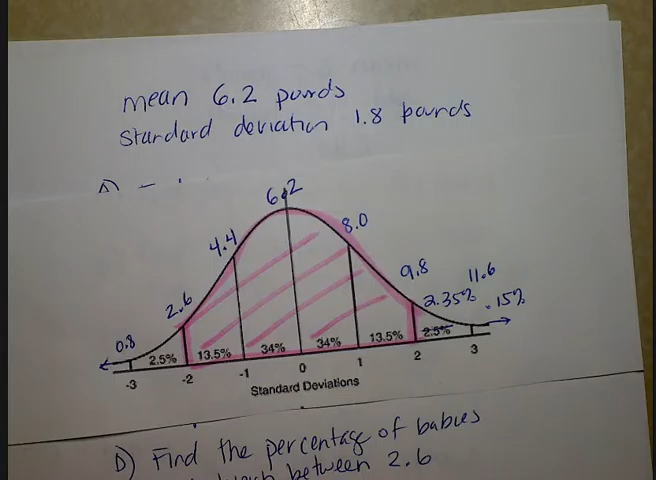 mean 6.2 pounds
standard deviation 1.8 pounds
A)
6.2
4.4 8.0
2.6 9.8 11.6
0.8 2.35% .15%
2.5% 13.5% 34% 34% 13.5% 2.5%
-3 -2 -1 0 1 2 3
Standard Deviations
D) Find the percentage of babies
between 2.6